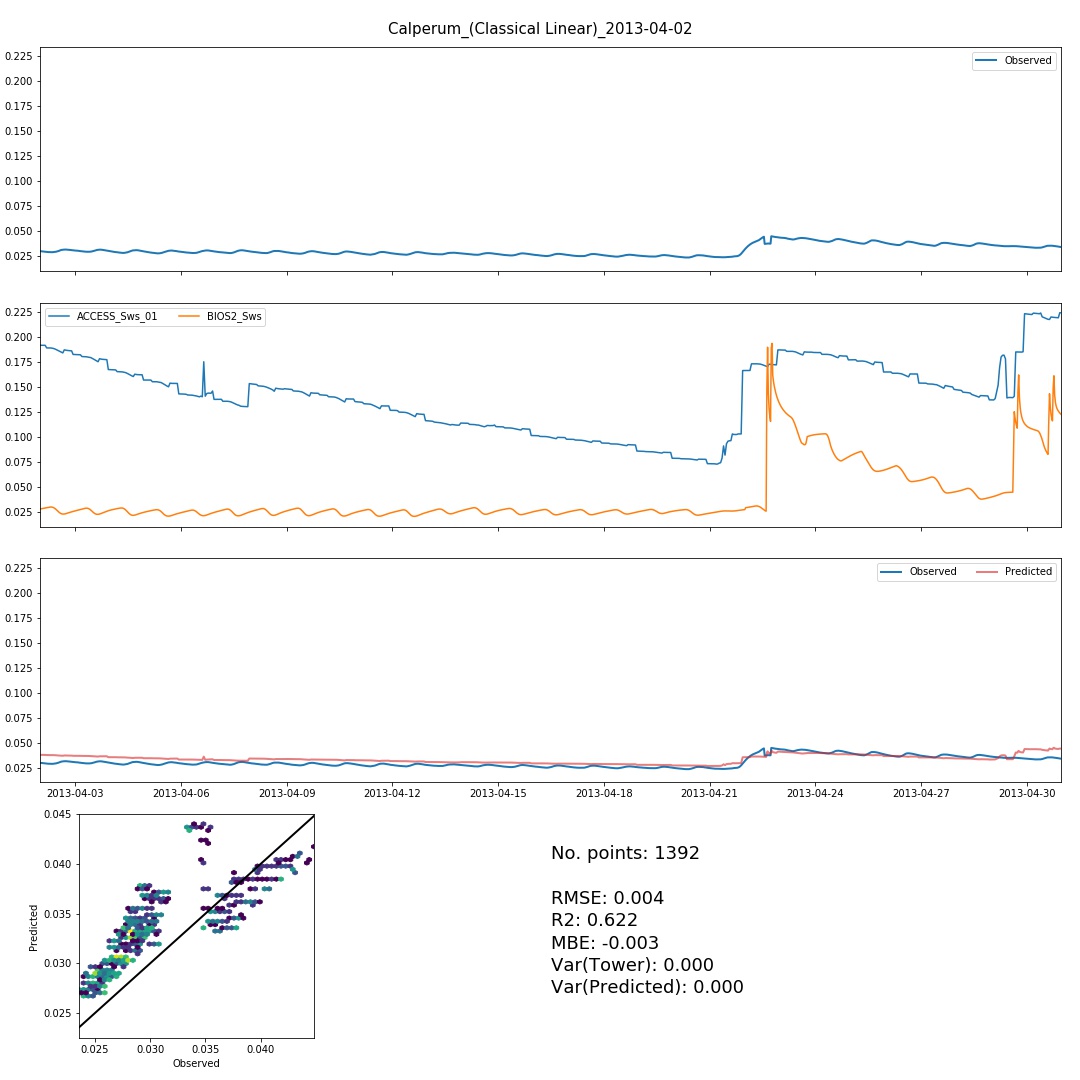 Calperum_(Classical Linear)_2013-04-02
0.225
0.200
0.175
0.150
0.125
0.100
0.075
0.050
0.025
Observed
0.225
0.200
0.175
0.150
0.125
0.100
0.075
0.050
0.025
ACCESS_Sws_01 BIOS2_Sws
0.225
0.200
0.175
0.150
0.125
0.100
0.075
0.050
0.025
Observed Predicted
2013-04-03 2013-04-06 2013-04-09 2013-04-12 2013-04-15 2013-04-18 2013-04-21 2013-04-24 2013-04-27 2013-04-30
0.045
0.040
0.035
0.030
0.025
Predicted
0.025 0.030 0.035 0.040
Observed
No. points: 1392
RMSE: 0.004
R2: 0.622
MBE: -0.003
Var(Tower): 0.000
Var(Predicted): 0.000